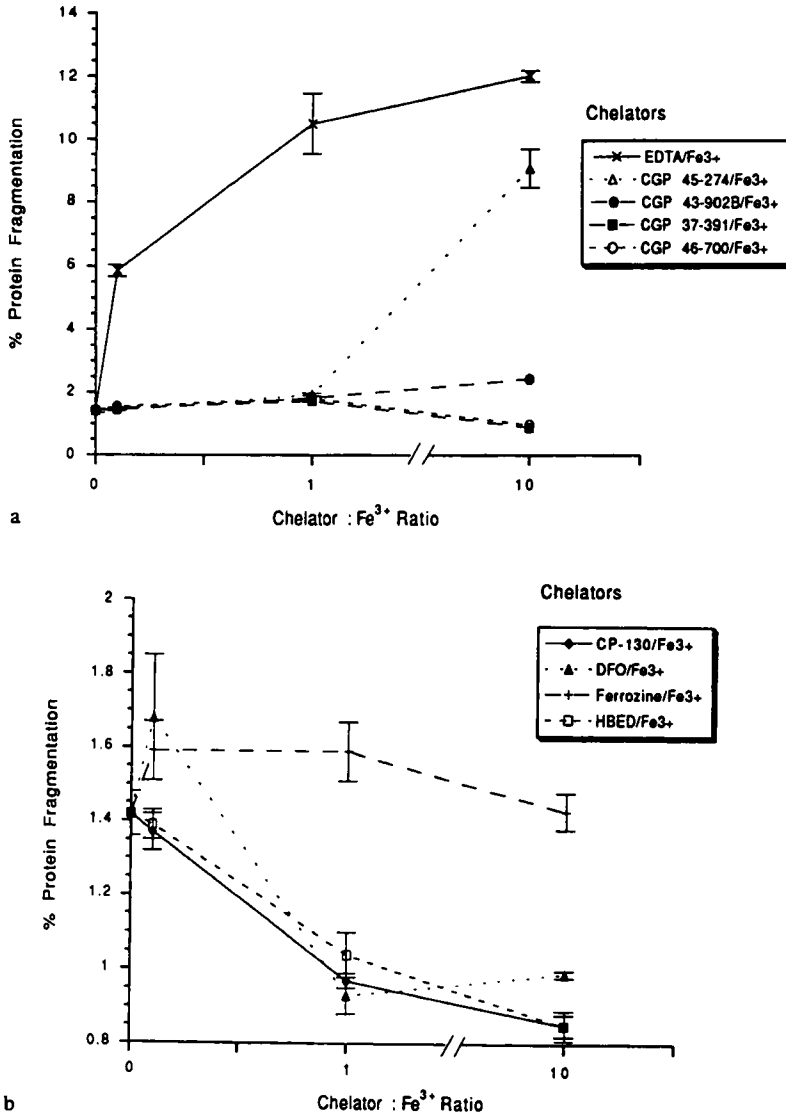 14
12
10
8
6
4
2
0
% Protein Fragmentation
0
1
10
Chelator : Fe³⁺ Ratio
Chelators
EDTA/Fe3+
CGP 45-274/Fe3+
CGP 43-902B/Fe3+
CGP 37-391/Fe3+
CGP 46-700/Fe3+
a
2
1.8
1.6
1.4
1.2
1
0.8
% Protein Fragmentation
0
1
10
Chelator : Fe³⁺ Ratio
Chelators
CP-130/Fe3+
DFO/Fe3+
Ferrozine/Fe3+
HBED/Fe3+
b